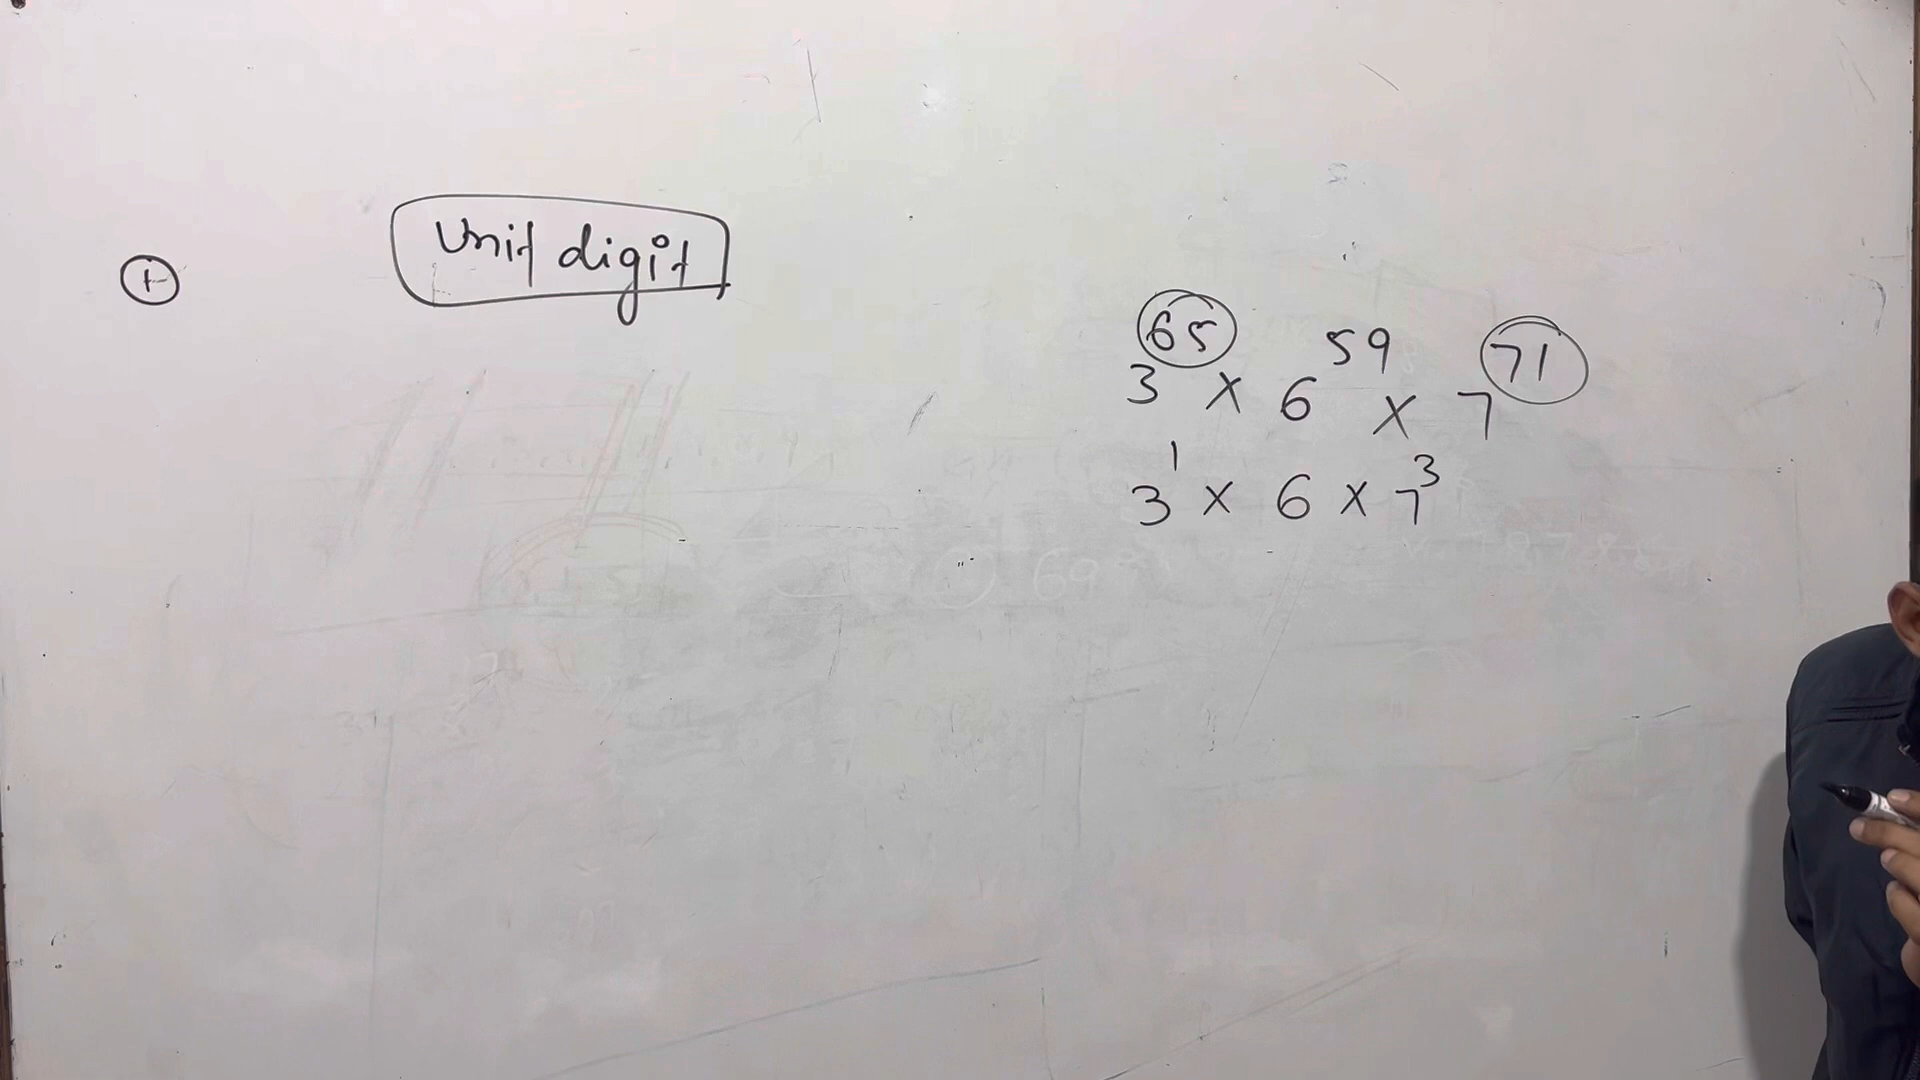 Unit digit
1
3^65 × 6^59 × 7^71
3^1 × 6 × 7^3